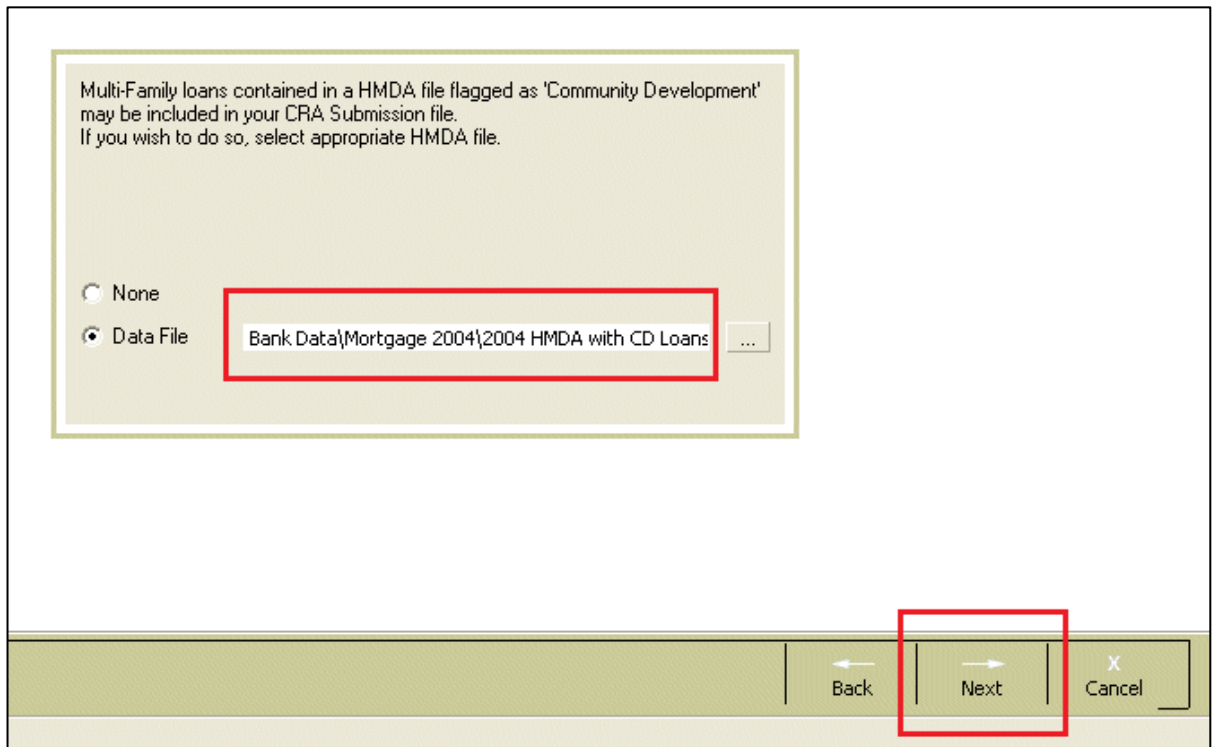 Multi-Family loans contained in a HMDA file flagged as 'Community Development'
may be included in your CRA Submission file.
If you wish to do so, select appropriate HMDA file.
None
Data File Bank Data\Mortgage 2004\2004 HMDA with CD Loans ...
Back Next X Cancel